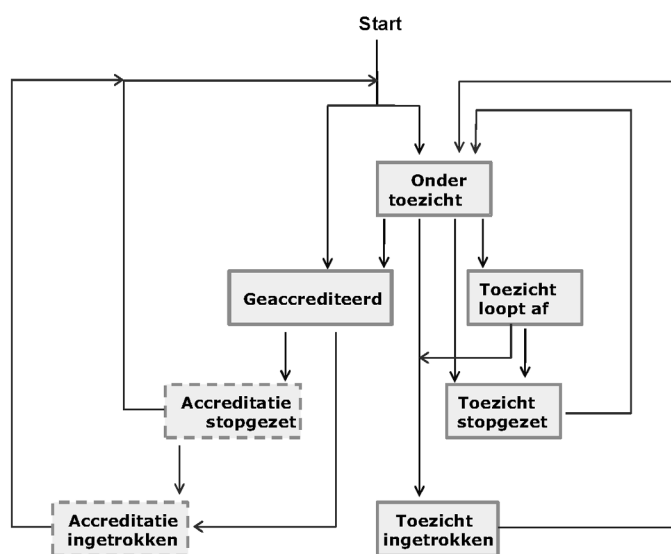 Start
Onder
toezicht
Geaccrediteerd
Toezicht
loopt af
Accreditatie
stopgezet
Toezicht
stopgezet
Accreditatie
ingetrokken
Toezicht
ingetrokken